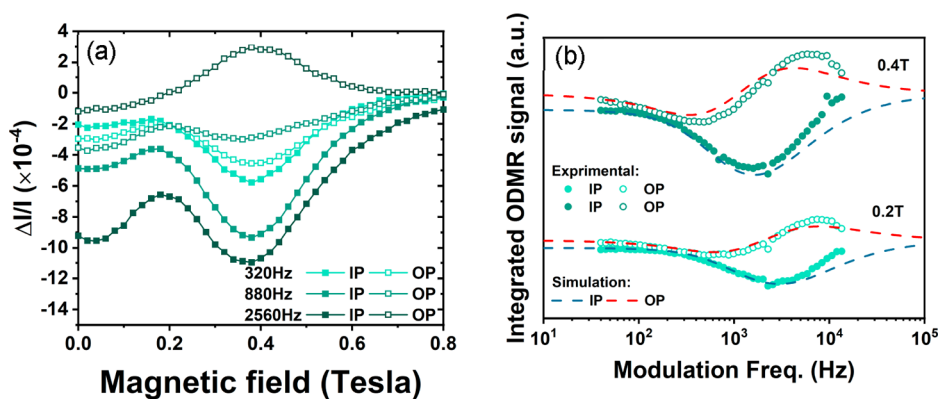 (a)
4
2
0
-2
-4
-6
-8
-10
-12
-14
ΔI/I (×10⁻⁴)
320Hz IP OP
880Hz IP OP
2560Hz IP OP
0.0 0.2 0.4 0.6 0.8
Magnetic field (Tesla)
(b)
Integrated ODMR signal (a.u.)
0.4T
Experimental:
IP OP
IP OP
0.2T
Simulation:
IP OP
10¹ 10² 10³ 10⁴ 10⁵
Modulation Freq. (Hz)